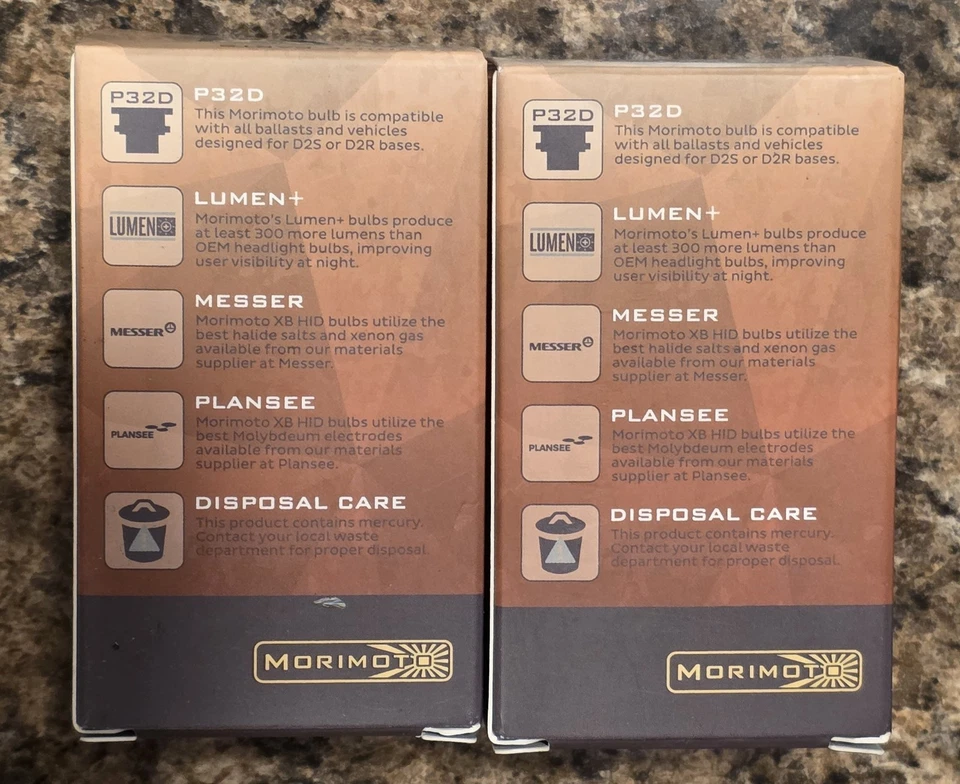 P32D
P32D
This Morimoto bulb is compatible
with all ballasts and vehicles
designed for D2S or D2R bases.
LUMEN
LUMEN+
Morimoto's Lumen+ bulbs produce
at least 300 more lumens than
OEM headlight bulbs, improving
user visibility at night.
MESSER
MESSER
Morimoto XB HID bulbs utilize the
best halide salts and xenon gas
available from our materials
supplier at Messer.
PLANSEE
PLANSEE
Morimoto XB HID bulbs utilize the
best Molybdeum electrodes
available from our materials
supplier at Plansee.
DISPOSAL CARE
This product contains mercury.
Contact your local waste
department for proper disposal.
MORIMOTO
P32D
P32D
This Morimoto bulb is compatible
with all ballasts and vehicles
designed for D2S or D2R bases.
LUMEN
LUMEN+
Morimoto's Lumen+ bulbs produce
at least 300 more lumens than
OEM headlight bulbs, improving
user visibility at night.
MESSER
MESSER
Morimoto XB HID bulbs utilize the
best halide salts and xenon gas
available from our materials
supplier at Messer.
PLANSEE
PLANSEE
Morimoto XB HID bulbs utilize the
best Molybdeum electrodes
available from our materials
supplier at Plansee.
DISPOSAL CARE
This product contains mercury.
Contact your local waste
department for proper disposal.
MORIMOTO